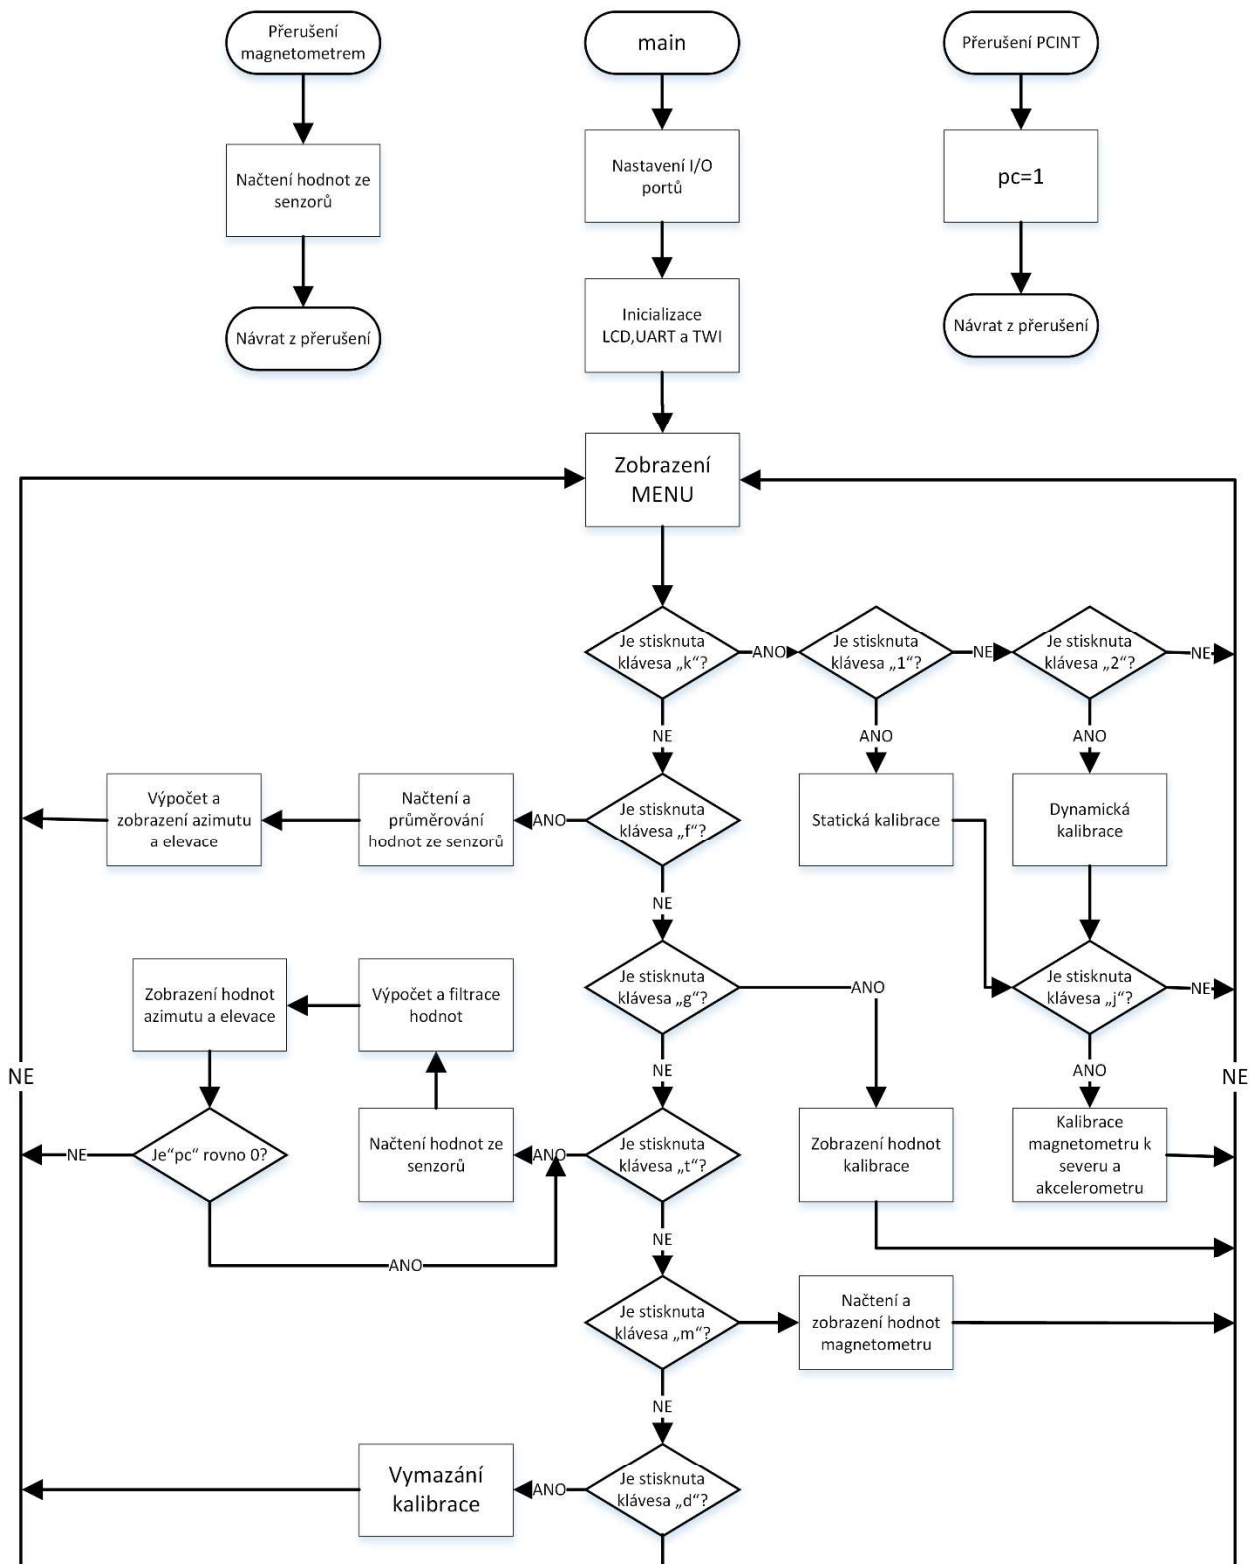 Přerušení
magnetometrem
main
Přerušení PCINT
Načtení hodnot ze
senzorů
Nastavení I/O
portů
pc=1
Návrat z přerušení
Inicializace
LCD,UART a TWI
Návrat z přerušení
Zobrazení
MENU
Je stisknuta
klávesa „k“?
ANO
Je stisknuta
klávesa „1“?
NE
Je stisknuta
klávesa „2“?
NE
NE
ANO
ANO
Výpočet a
zobrazení azimutu
a elevace
Načtení a
průměrování
hodnot ze senzorů
ANO
Je stisknuta
klávesa „f“?
Statická kalibrace
Dynamická
kalibrace
NE
Zobrazení hodnot
azimutu a elevace
Výpočet a filtrace
hodnot
Je stisknuta
klávesa „g“?
ANO
Je stisknuta
klávesa „j“?
NE
NE
NE
ANO
NE
Je“pc“ rovno 0?
NE
Načtení hodnot ze
senzorů
ANO
Je stisknuta
klávesa „t“?
Zobrazení hodnot
kalibrace
Kalibrace
magnetometru k
severu a
akcelerometru
ANO
NE
Je stisknuta
klávesa „m“?
Načtení a
zobrazení hodnot
magnetometru
NE
Vymazání
kalibrace
ANO
Je stisknuta
klávesa „d“?